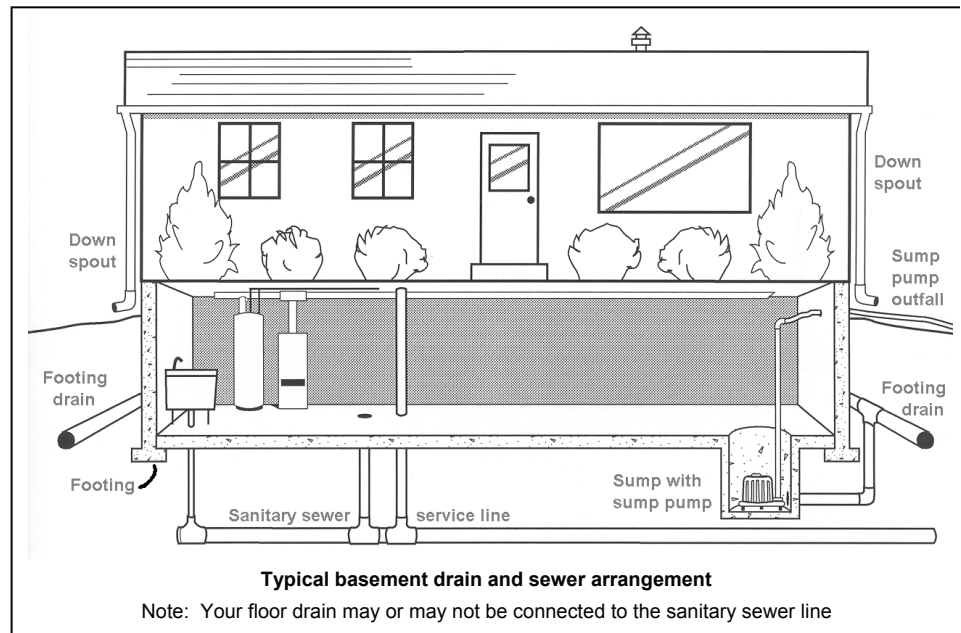 Down
spout
Down
spout
Sump
pump
outfall
Footing
drain
Footing
drain
Footing
Sump with
sump pump
Sanitary sewer
service line
Typical basement drain and sewer arrangement
Note: Your floor drain may or may not be connected to the sanitary sewer line